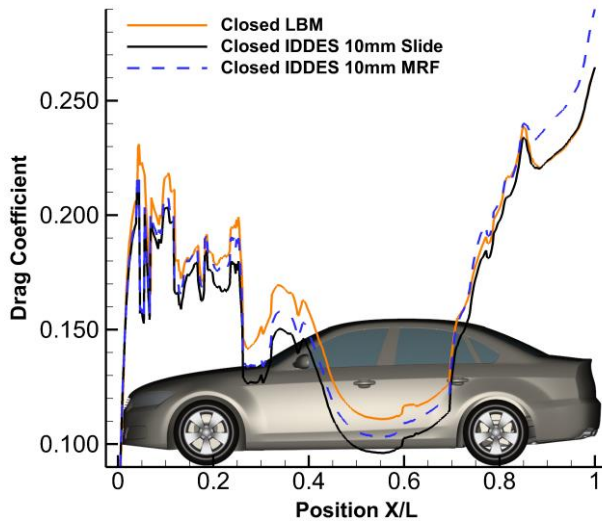 Closed LBM
Closed IDDES 10mm Slide
Closed IDDES 10mm MRF
Drag Coefficient
0.250
0.200
0.150
0.100
0 0.2 0.4 0.6 0.8 1
Position X/L